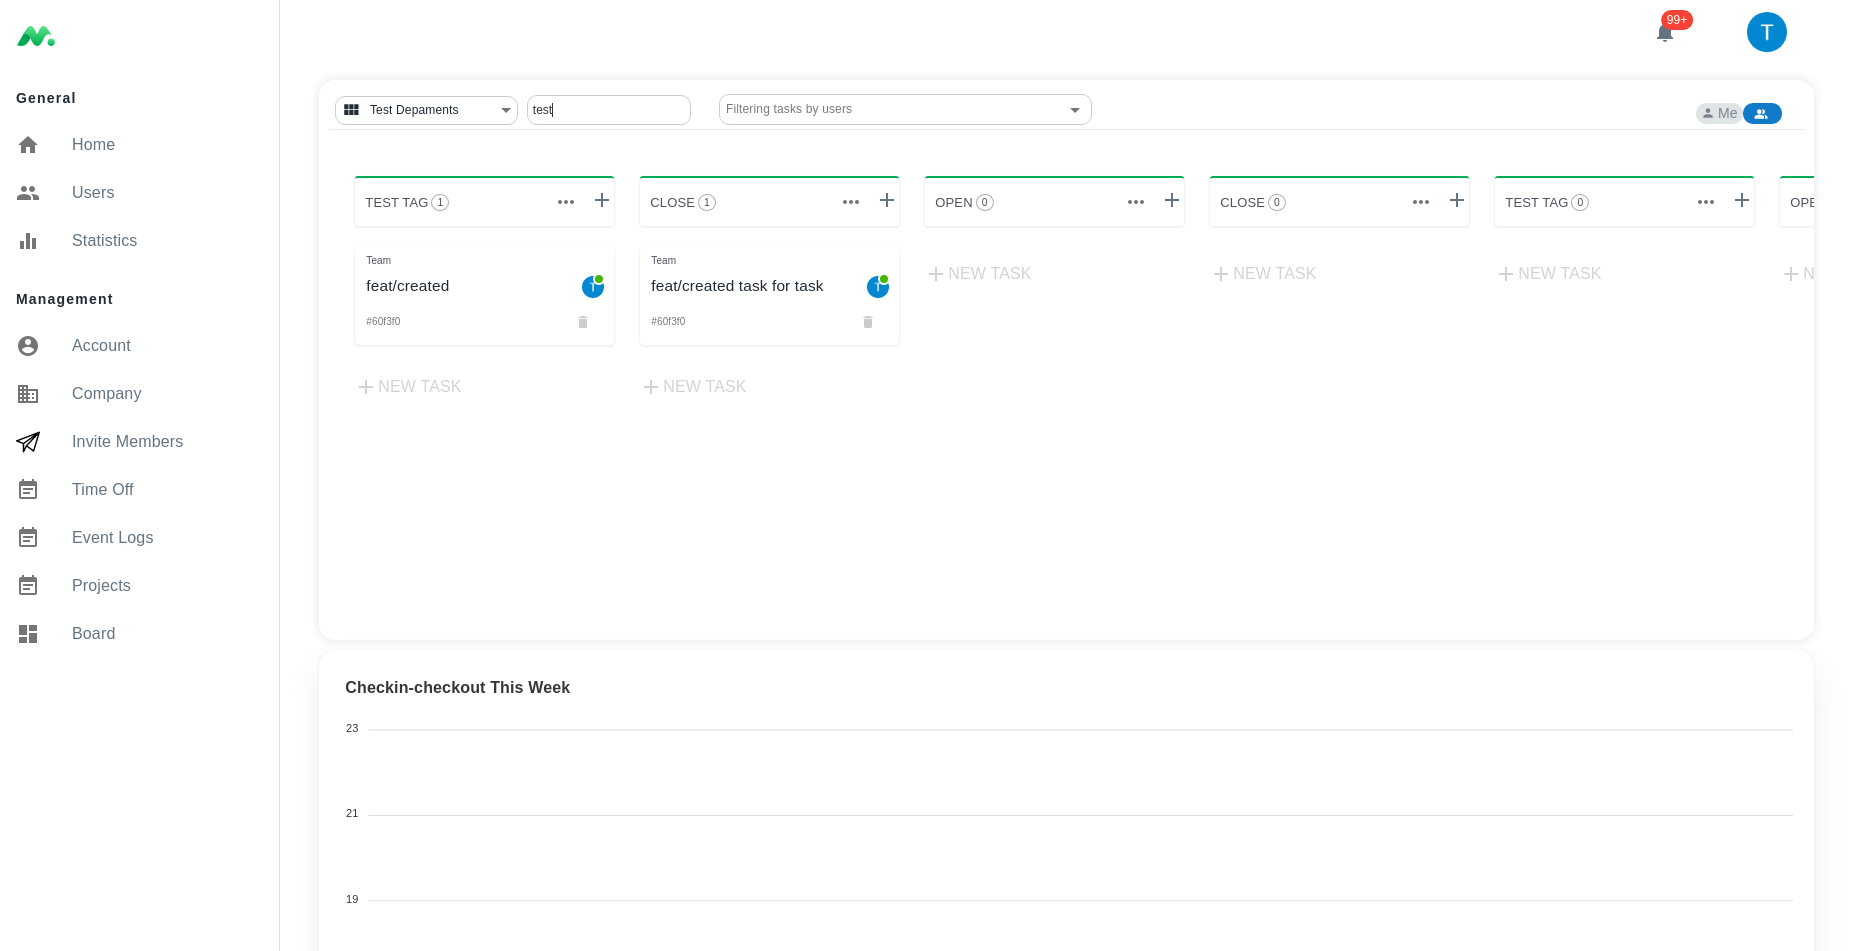 99+
T
General
Home
Users
Statistics
Management
Account
Company
Invite Members
Time Off
Event Logs
Projects
Board
Test Depaments
test
Filtering tasks by users
Me
TEST TAG 1
CLOSE 1
OPEN 0
CLOSE 0
TEST TAG 0
OPE
Team
feat/created
T
#60f3f0
NEW TASK
Team
feat/created task for task
T
#60f3f0
NEW TASK
NEW TASK
NEW TASK
NEW TASK
N
Checkin-checkout This Week
23
21
19